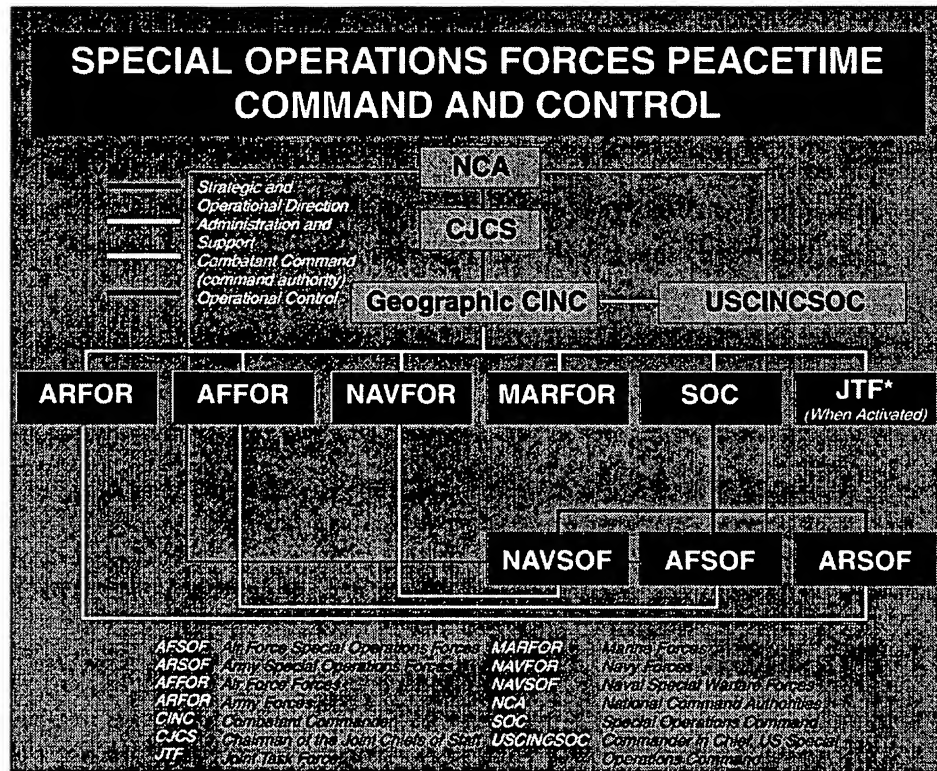 SPECIAL OPERATIONS FORCES PEACETIME
COMMAND AND CONTROL
NCA
Strategic and
Operational Direction
Administration and
Support
Combatant Command
(command authority)
Operational Control
CJCS
Geographic CINC
USCINCSOC
ARFOR
AFFOR
NAVFOR
MARFOR
SOC
JTF*
(When Activated)
NAVSOF
AFSOF
ARSOF
AFSOF Air Force Special Operations Forces
ARSOF Army Special Operations Forces
AFFOR Air Force Forces
ARFOR Army Forces
CINC Combatant Commander
CJCS Chairman of the Joint Chiefs of Staff
JTF Joint Task Force
MARFOR Marine Forces
NAVFOR Navy Forces
NAVSOF Naval Special Warfare Forces
NCA National Command Authorities
SOC Special Operations Command
USCINCSOC Commander in Chief, US Special
Operations Command